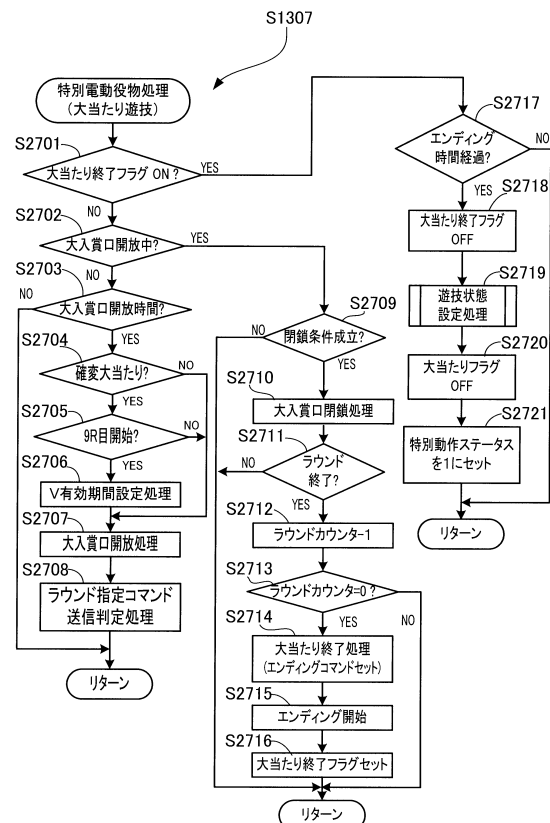 S1307
特別電動役物処理
(大当たり遊技)
S2701
大当たり終了フラグ ON?
YES
NO
S2702
大入賞口開放中?
YES
NO
S2703
大入賞口開放時間?
NO
YES
S2704
確変大当たり?
NO
YES
S2705
9R目開始?
NO
YES
S2706
V有効期間設定処理
S2707
大入賞口開放処理
S2708
ラウンド指定コマンド
送信判定処理
リターン
S2709
閉鎖条件成立?
NO
YES
S2710
大入賞口閉鎖処理
S2711
ラウンド
終了?
NO
YES
S2712
ラウンドカウンター-1
S2713
ラウンドカウンタ=0?
NO
YES
S2714
大当たり終了処理
(エンディングコマンドセット)
S2715
エンディング開始
S2716
大当たり終了フラグセット
リターン
S2717
エンディング
時間経過?
NO
YES
S2718
大当たり終了フラグ
OFF
S2719
遊技状態
設定処理
S2720
大当たりフラグ
OFF
S2721
特別動作ステータス
を1にセット
リターン